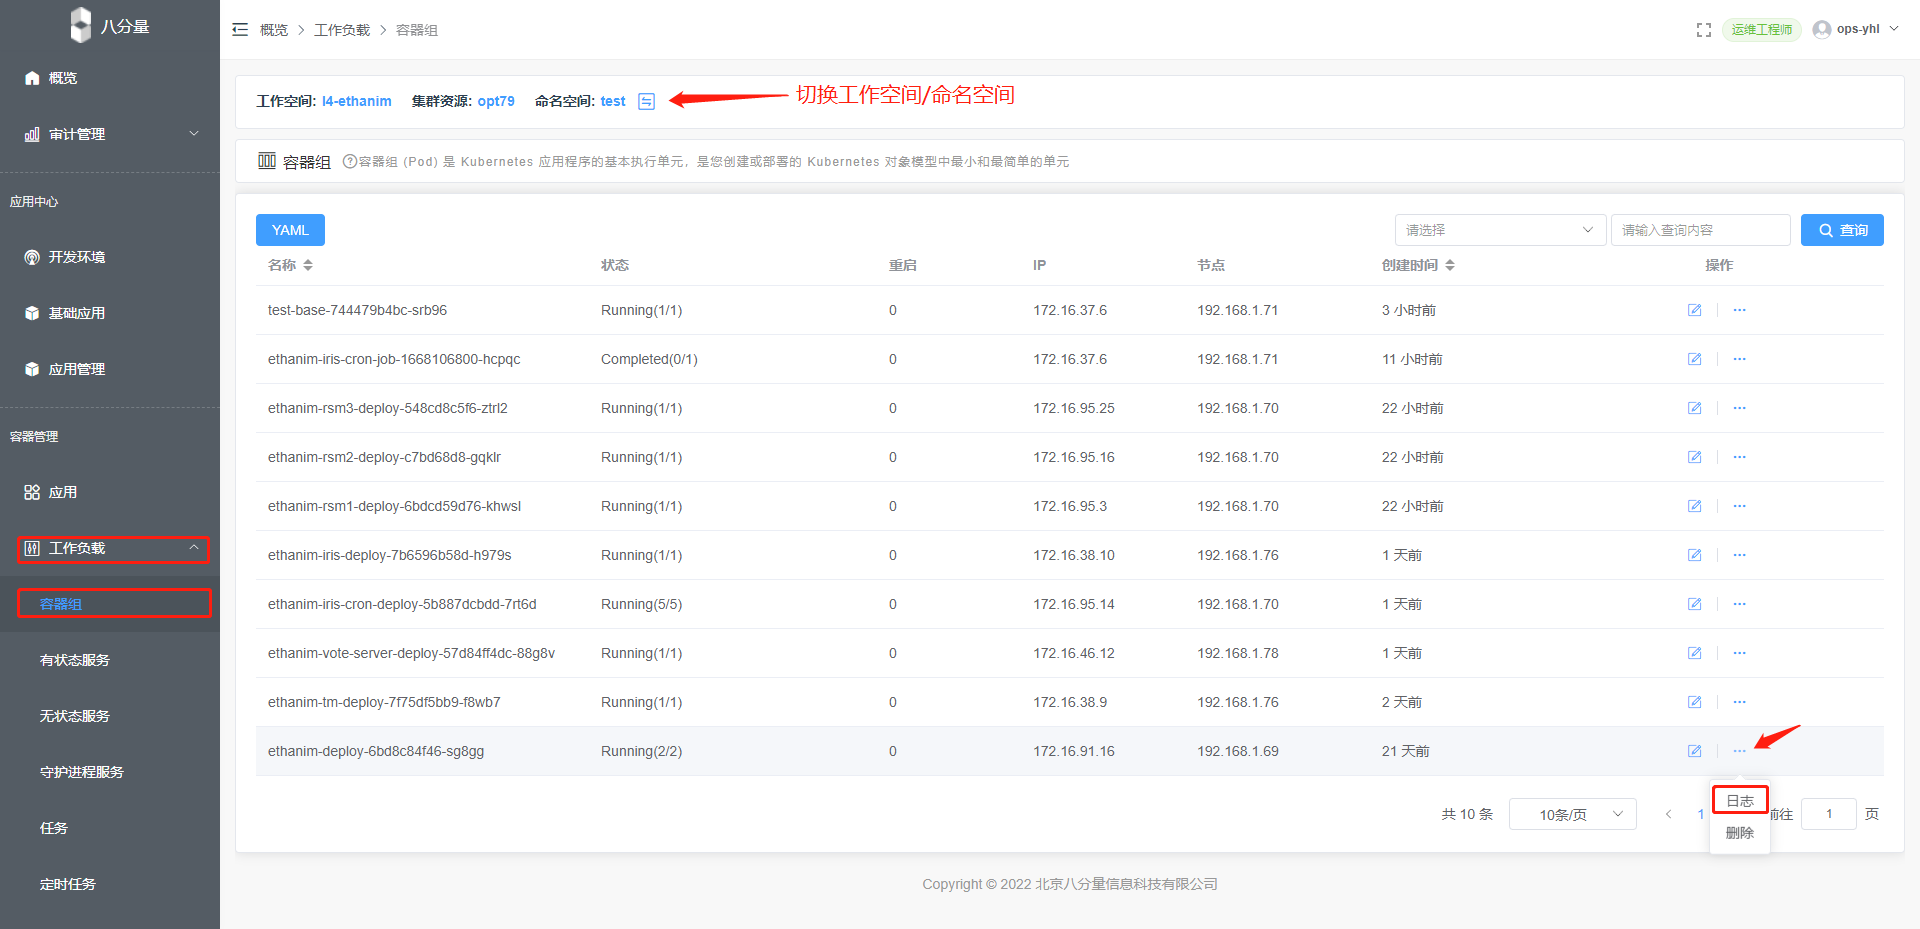 八分量
概览
审计管理
应用中心
开发环境
基础应用
应用管理
容器管理
应用
工作负载
容器组
有状态服务
无状态服务
守护进程服务
任务
定时任务
概览 > 工作负载 > 容器组
运维工程师 ops-yhl
工作空间: l4-ethanim 集群资源: opt79 命名空间: test 切换工作空间/命名空间
容器组 ?容器组 (Pod) 是 Kubernetes 应用程序的基本执行单元，是您创建或部署的 Kubernetes 对象模型中最小和最简单的单元
YAML 请选择 请输入查询内容 查询
名称 状态 重启 IP 节点 创建时间 操作
test-base-744479b4bc-srb96 Running(1/1) 0 172.16.37.6 192.168.1.71 3 小时前 ...
ethanim-iris-cron-job-1668106800-hcpqc Completed(0/1) 0 172.16.37.6 192.168.1.71 11 小时前 ...
ethanim-rsm3-deploy-548cd8c5f6-ztrl2 Running(1/1) 0 172.16.95.25 192.168.1.70 22 小时前 ...
ethanim-rsm2-deploy-c7bd68d8-gqklr Running(1/1) 0 172.16.95.16 192.168.1.70 22 小时前 ...
ethanim-rsm1-deploy-6bdcd59d76-khwsl Running(1/1) 0 172.16.95.3 192.168.1.70 22 小时前 ...
ethanim-iris-deploy-7b6596b58d-h979s Running(1/1) 0 172.16.38.10 192.168.1.76 1 天前 ...
ethanim-iris-cron-deploy-5b887dcbdd-7rt6d Running(5/5) 0 172.16.95.14 192.168.1.70 1 天前 ...
ethanim-vote-server-deploy-57d84ff4dc-88g8v Running(1/1) 0 172.16.46.12 192.168.1.78 1 天前 ...
ethanim-tm-deploy-7f75df5bb9-f8wb7 Running(1/1) 0 172.16.38.9 192.168.1.76 2 天前 ...
ethanim-deploy-6bd8c84f46-sg8gg Running(2/2) 0 172.16.91.16 192.168.1.69 21 天前 ...
日志
删除
共 10 条 10条/页 < 1 前往 1 页
Copyright © 2022 北京八分量信息科技有限公司